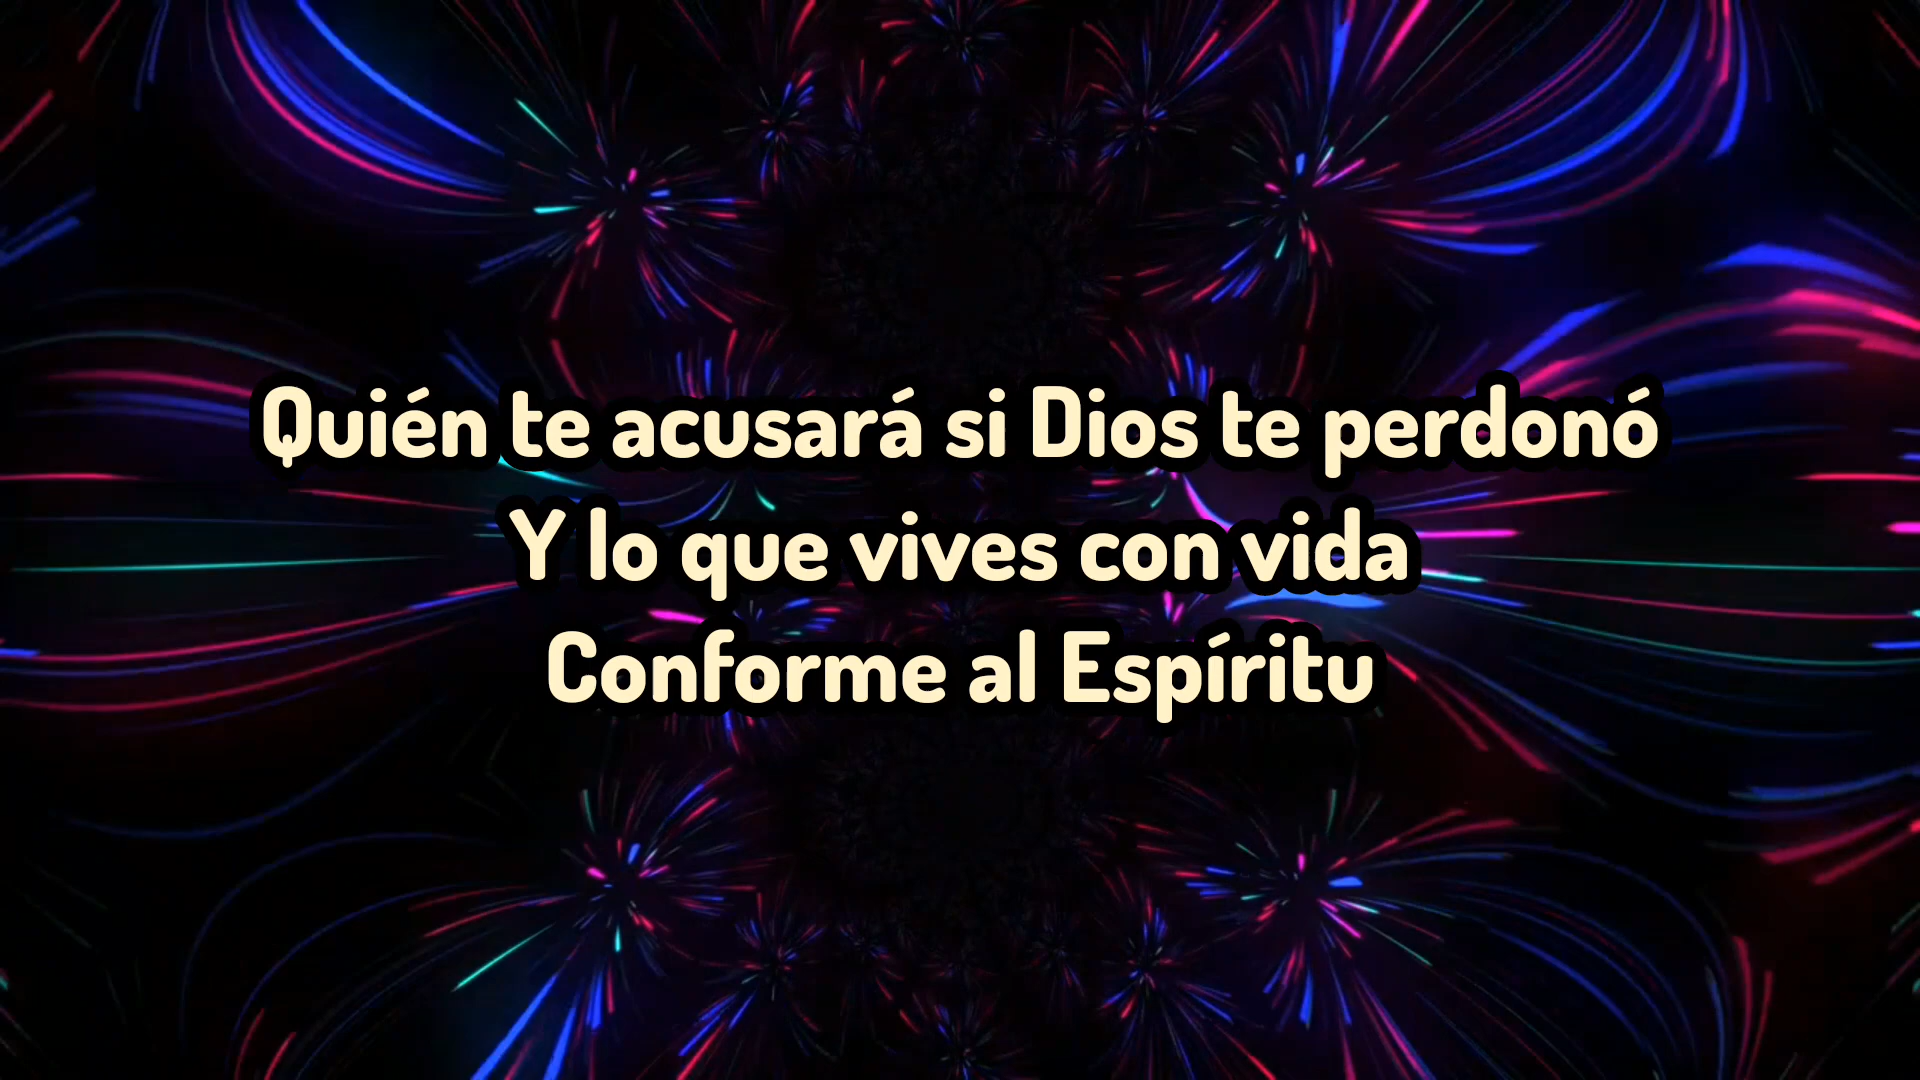 Quién te acusará si Dios te perdonó
Y lo que vives con vida
Conforme al Espíritu